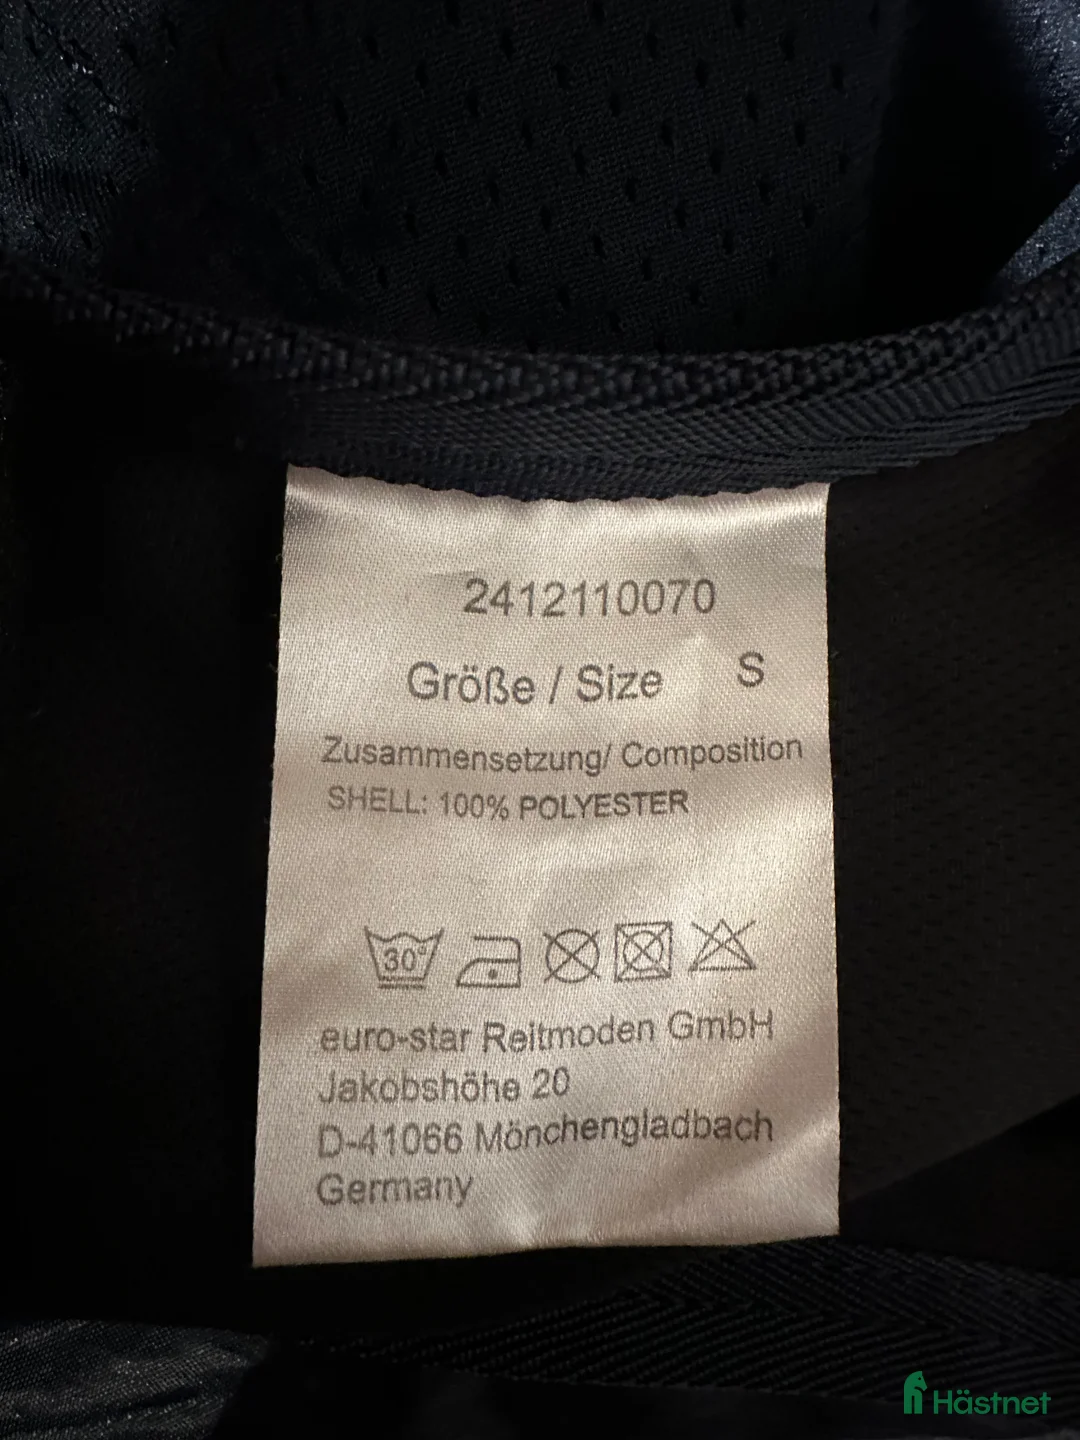 2412110070
Größe / Size S
Zusammensetzung/ Composition
SHELL: 100% POLYESTER
30°
euro-star Reitmoden GmbH
Jakobshöhe 20
D-41066 Mönchengladbach
Germany
Hästnet